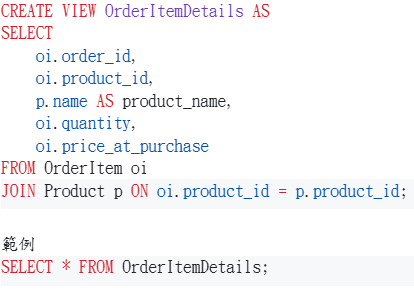 CREATE VIEW OrderItemDetails AS
SELECT
oi.order_id,
oi.product_id,
p.name AS product_name,
oi.quantity,
oi.price_at_purchase
FROM OrderItem oi
JOIN Product p ON oi.product_id = p.product_id;
範例
SELECT * FROM OrderItemDetails;